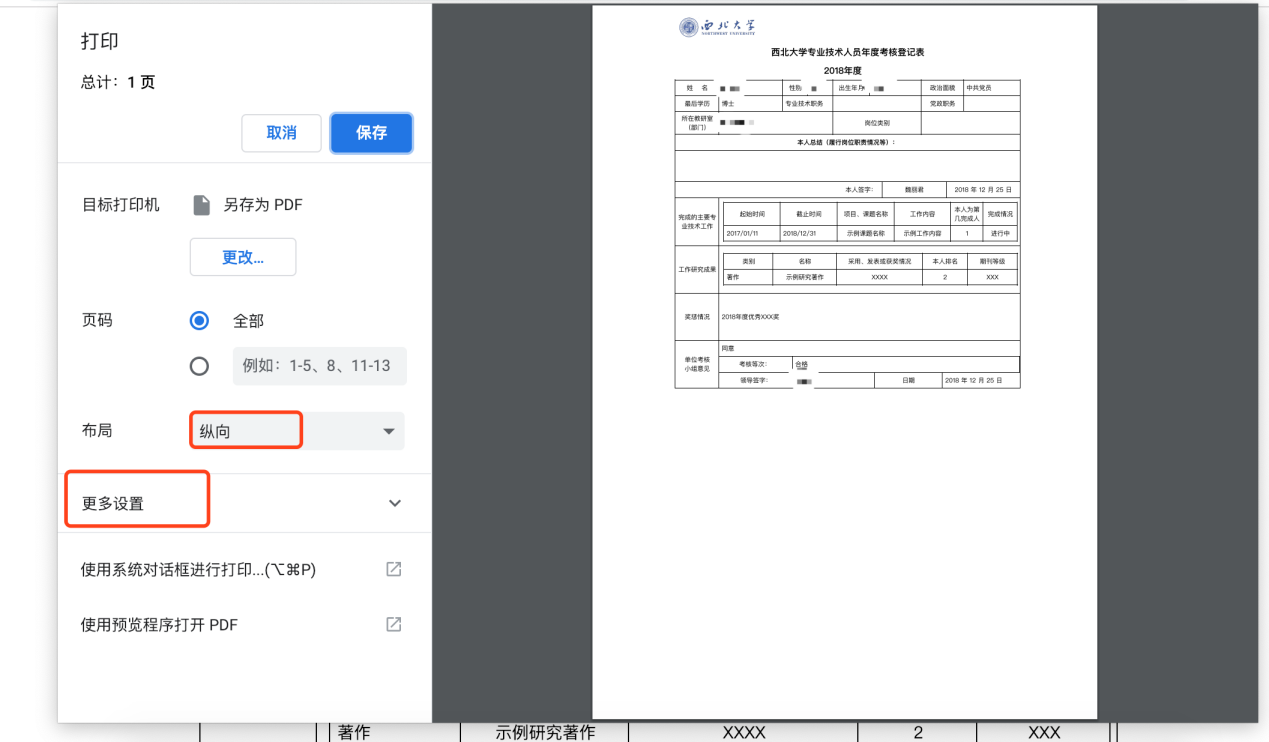 打印
总计：1 页
取消 保存
目标打印机 另存为 PDF
更改...
页码 全部
例如：1-5、8、11-13
布局 纵向
更多设置
使用系统对话框进行打印...(⌥⌘P)
使用预览程序打开 PDF
西北大学
NORTHWEST UNIVERSITY
西北大学专业技术人员年度考核登记表
2018年度
姓 名 性别 出生年月 政治面貌 中共党员
最后学历 博士 专业技术职务 党政职务
所在教研室
(部门) 岗位类别
本人总结（履行岗位职责情况等）：
本人签字: 2018 年 12 月 25 日
完成的主要专
业技术工作
起始时间 截止时间 项目、课题名称 工作内容 本人为第
几完成人 完成情况
2017/01/11 2018/12/31 示例课题名称 示例工作内容 1 进行中
工作研究成果
类别 名称 采用、发表或获奖情况 本人排名 期刊等级
著作 示例研究著作 XXXX 2 XXX
奖惩情况 2018年度优秀XXX奖
单位考核
小组意见
同意
考核等次: 合格
领导签字: 日期 2018 年 12 月 25 日
著作 示例研究著作 XXXX 2 XXX